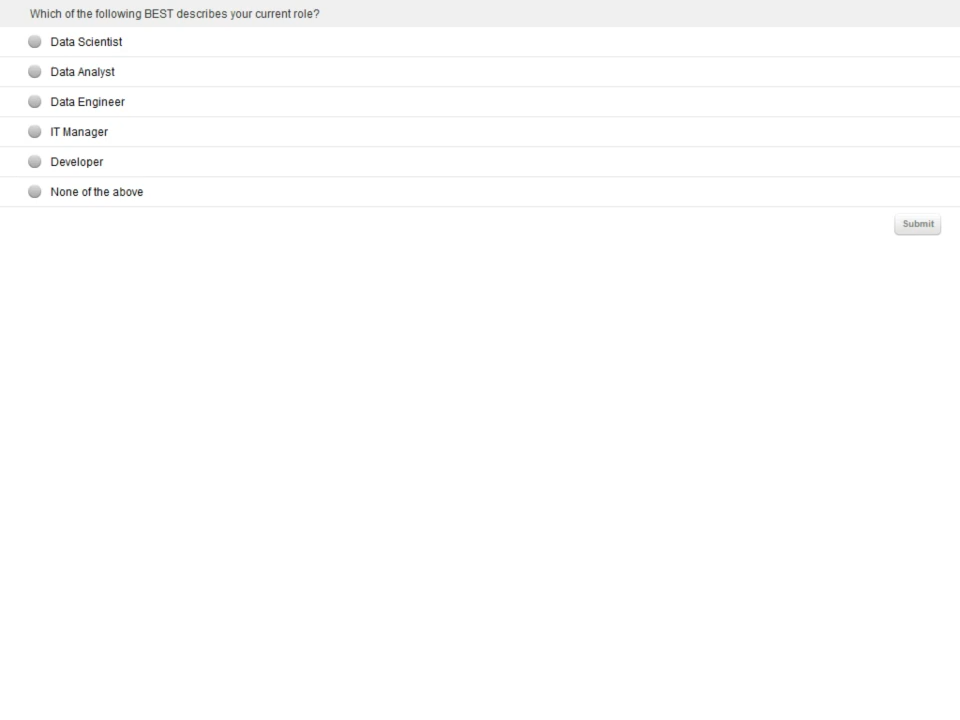 Which of the following BEST describes your current role?
Data Scientist
Data Analyst
Data Engineer
IT Manager
Developer
None of the above
Submit